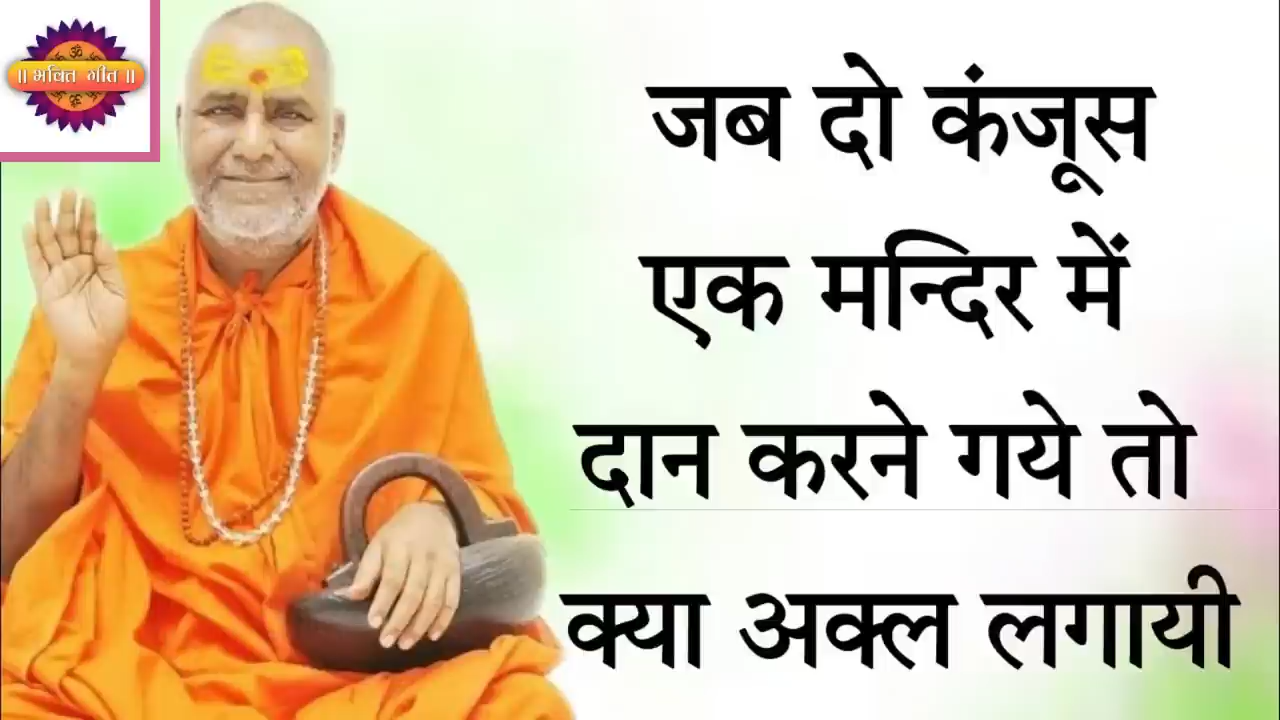 ॥ भक्ति गीत ॥
जब दो कंजूस
एक मन्दिर में
दान करने गये तो
क्या अक्ल लगायी